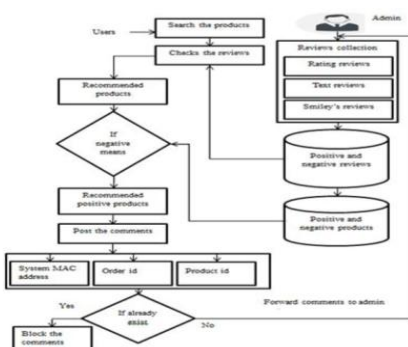 Users
Search the products
Checks the reviews
Recommended
products
If
negative
means
Recommended
positive products
Post the comments
System MAC
address
Order id
Product id
Yes
If already
exist
No
Block the
comments
Admin
Reviews collection
Rating reviews
Text reviews
Smiley's reviews
Positive and
negative reviews
Positive and
negative products
Forward comments to admin